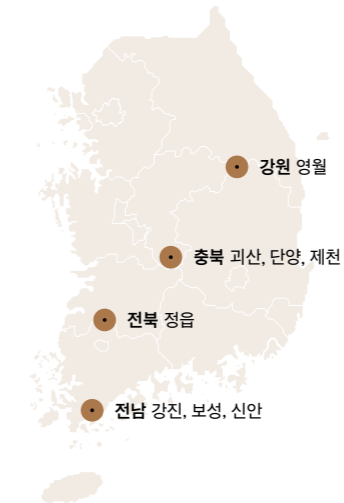 강원 영월
충북 괴산, 단양, 제천
전북 정읍
전남 강진, 보성, 신안